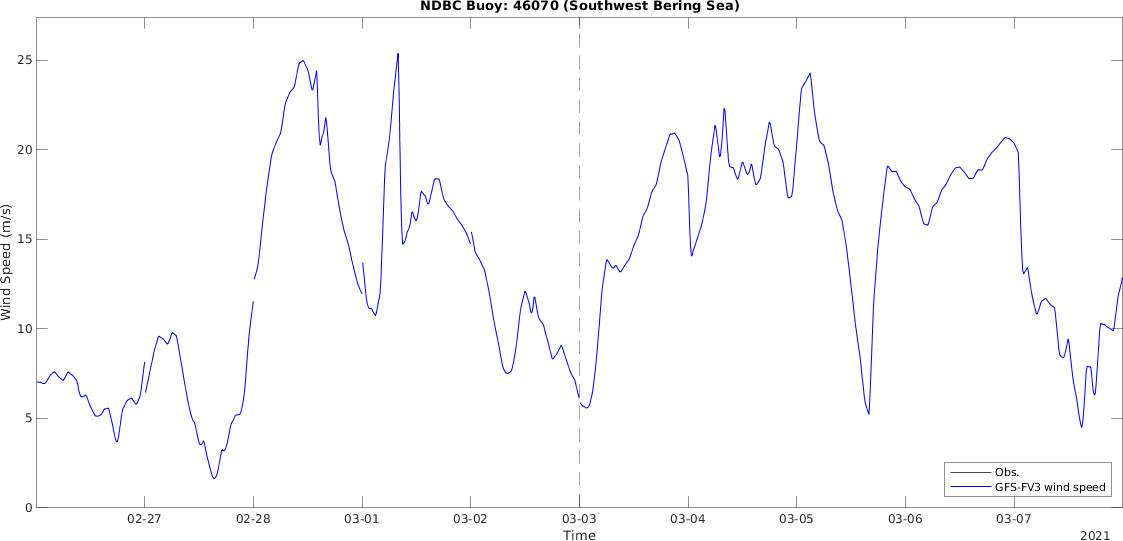 NDBC Buoy: 46070 (Southwest Bering Sea)
Wind Speed (m/s)
25
20
15
10
5
0
Obs.
GFS-FV3 wind speed
02-27 02-28 03-01 03-02 03-03 03-04 03-05 03-06 03-07
Time
2021